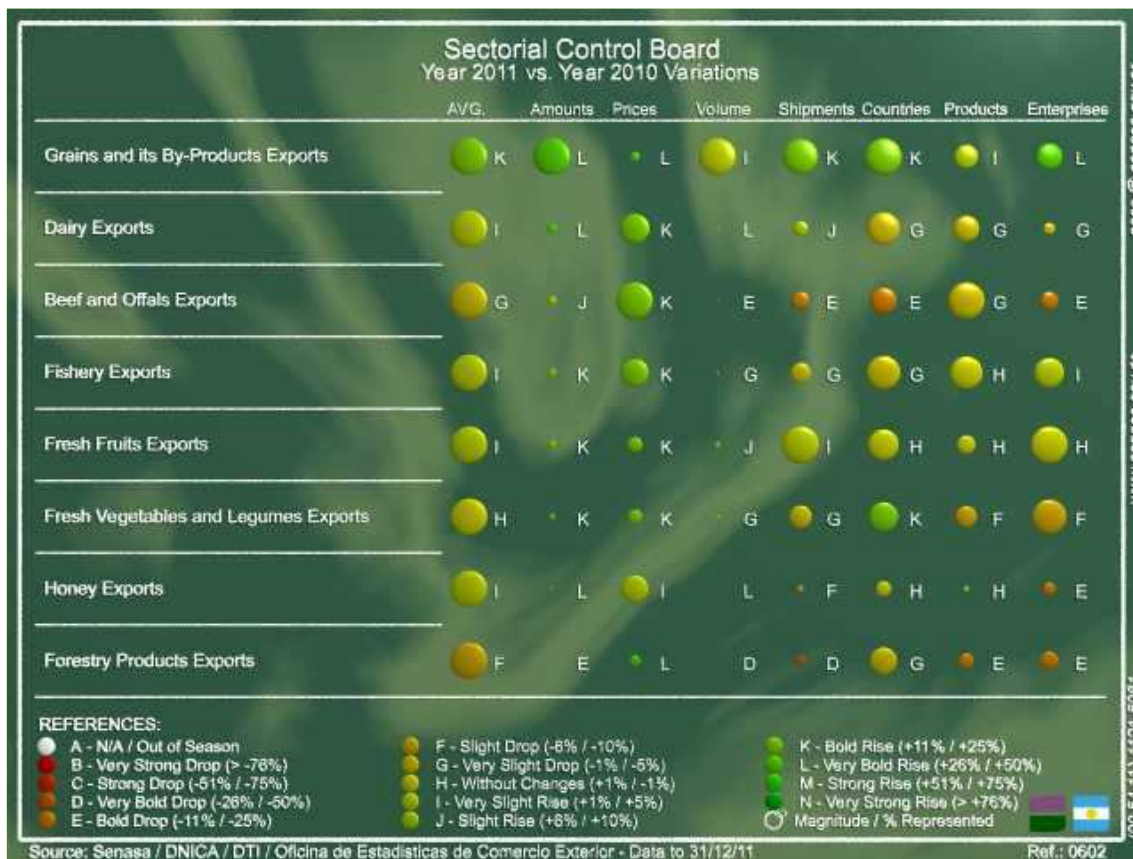 Sectorial Control Board
Year 2011 vs. Year 2010 Variations
AVG. Amounts Prices Volume Shipments Countries Products Enterprises
Grains and its By-Products Exports K L L I K K I L
Dairy Exports I L K L J G G G
Beef and Offals Exports G J K E E E G E
Fishery Exports I K K G G G H I
Fresh Fruits Exports I K K J I H H H
Fresh Vegetables and Legumes Exports H K K G G K F F
Honey Exports I L I L F H H E
Forestry Products Exports F E L D D G E E
REFERENCES:
A - N/A / Out of Season
B - Very Strong Drop (> -76%)
C - Strong Drop (-51% / -75%)
D - Very Bold Drop (-26% / -50%)
E - Bold Drop (-11% / -25%)
F - Slight Drop (-6% / -10%)
G - Very Slight Drop (-1% / -5%)
H - Without Changes (+1% / -1%)
I - Very Slight Rise (+1% / +5%)
J - Slight Rise (+6% / +10%)
K - Bold Rise (+11% / +25%)
L - Very Bold Rise (+26% / +50%)
M - Strong Rise (+51% / +75%)
N - Very Strong Rise (> +76%)
Magnitude / % Represented
Source: Senasa / DNICA / DTI / Oficina de Estadísticas de Comercio Exterior - Data to 31/12/11
Ref.: 0602